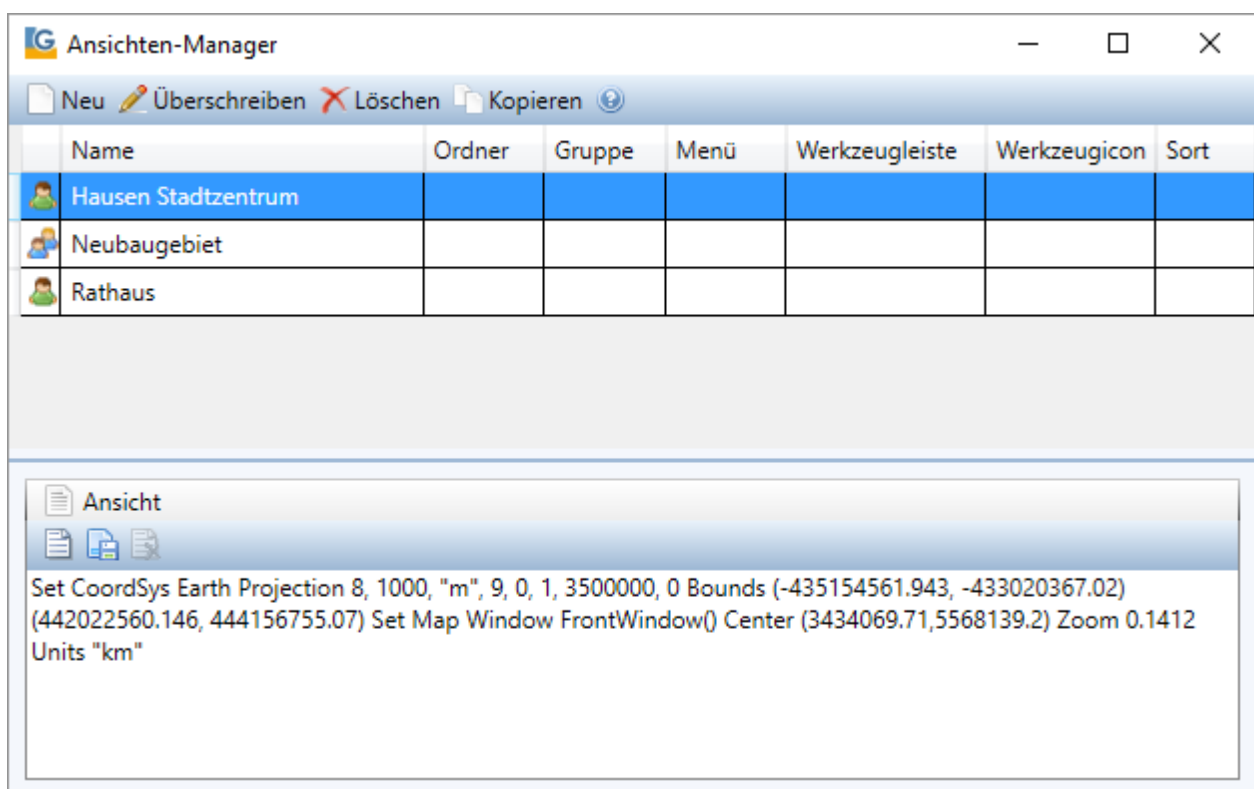 Ansichten-Manager
Neu Überschreiben Löschen Kopieren
Name Ordner Gruppe Menü Werkzeugleiste Werkzeugicon Sort
Hausen Stadtzentrum
Neubaugebiet
Rathaus
Ansicht
Set CoordSys Earth Projection 8, 1000, "m", 9, 0, 1, 3500000, 0 Bounds (-435154561.943, -433020367.02)
(442022560.146, 444156755.07) Set Map Window FrontWindow() Center (3434069.71,5568139.2) Zoom 0.1412
Units "km"